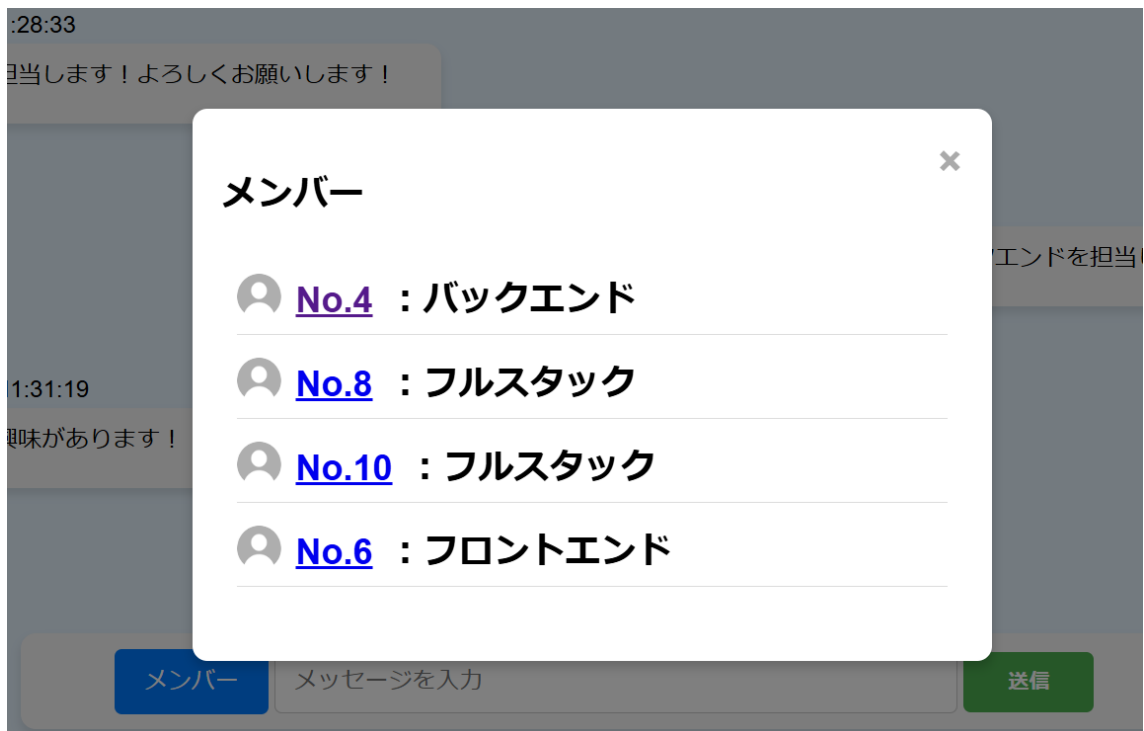 :28:33
担当します！よろしくお願いします！
×
メンバー
エンドを担当
No.4 ：バックエンド
No.8 ：フルスタック
11:31:19
興味があります！
No.10 ：フルスタック
No.6 ：フロントエンド
メンバー
メッセージを入力
送信